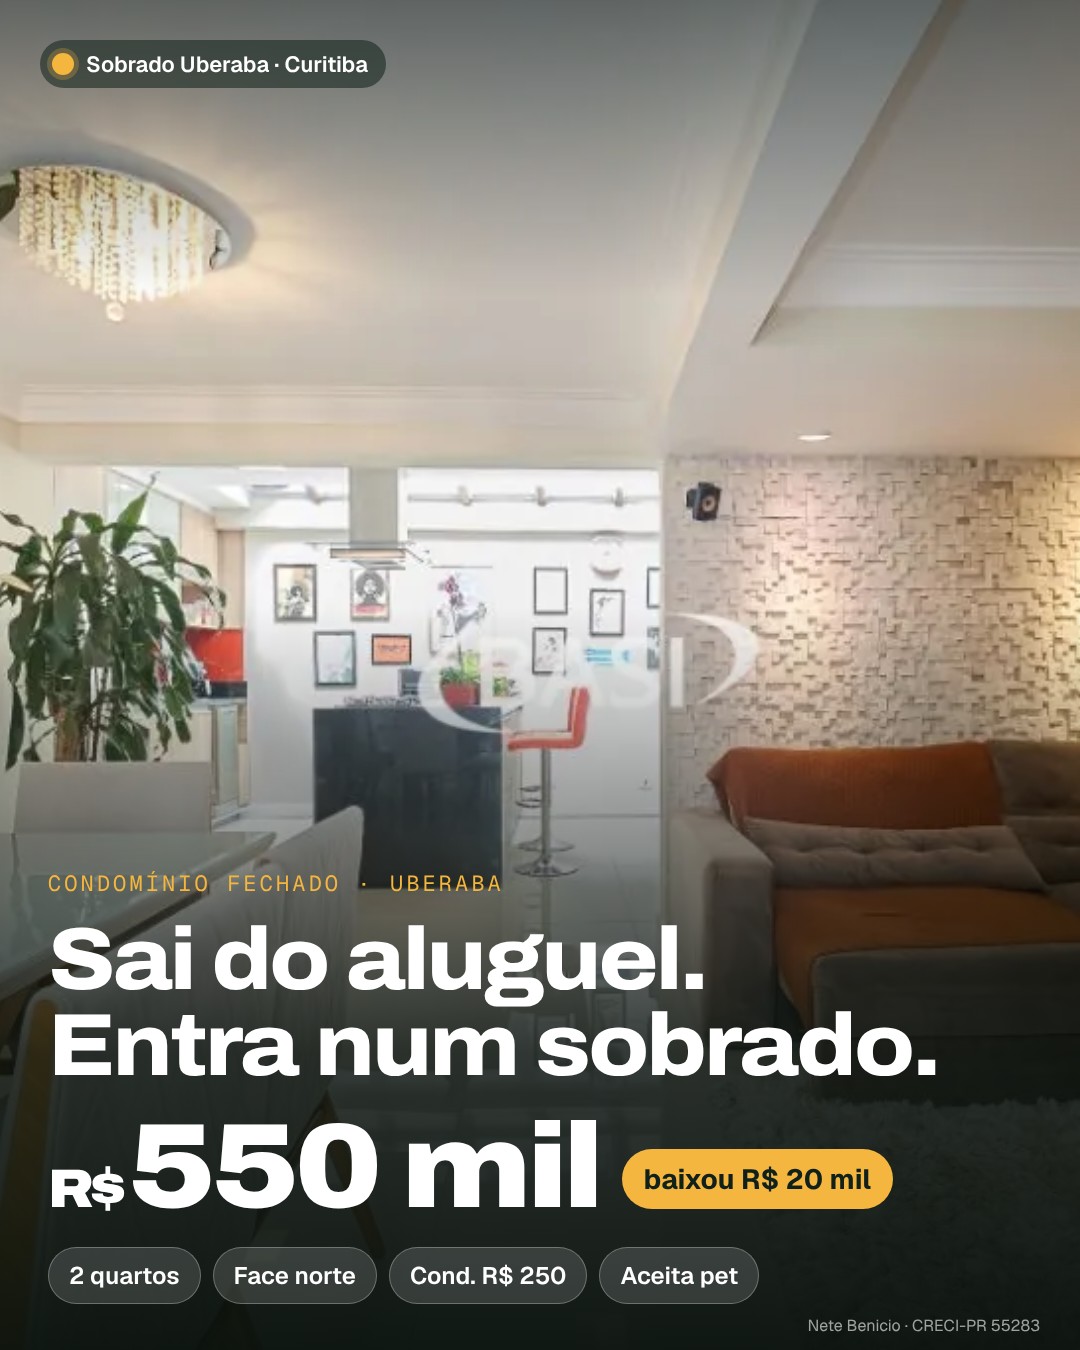 Sobrado Uberaba · Curitiba
BASI
CONDOMÍNIO FECHADO · UBERABA
Sai do aluguel.
Entra num sobrado.
R$ 550 mil
baixou R$ 20 mil
2 quartos
Face norte
Cond. R$ 250
Aceita pet
Nete Benicio · CRECI-PR 55283